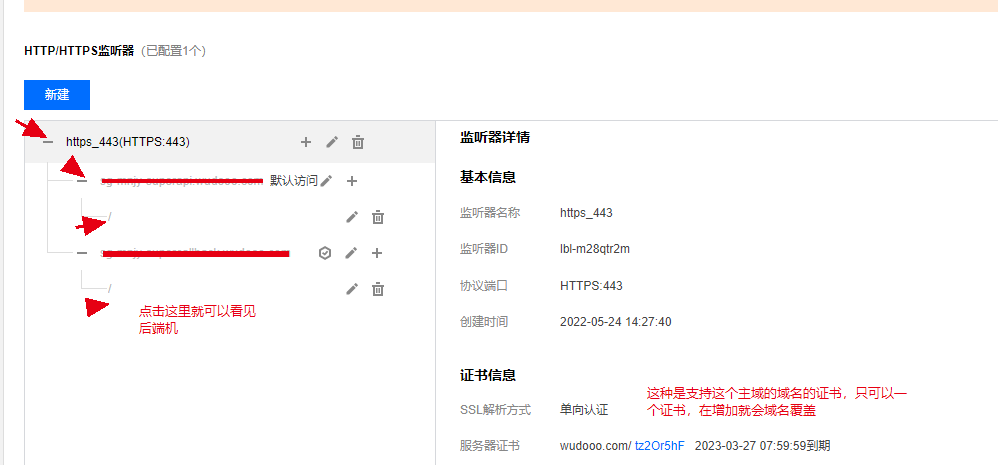 HTTP/HTTPS监听器（已配置1个）
新建
https_443(HTTPS:443)
默认访问
/
/
点击这里就可以看见
后端机
监听器详情
基本信息
监听器名称 https_443
监听器ID lbl-m28qtr2m
协议端口 HTTPS:443
创建时间 2022-05-24 14:27:40
证书信息
这种是支持这个主域的域名的证书，只可以一
个证书，在增加就会域名覆盖
SSL解析方式 单向认证
服务器证书 wudooo.com/ tz2Or5hF 2023-03-27 07:59:59到期